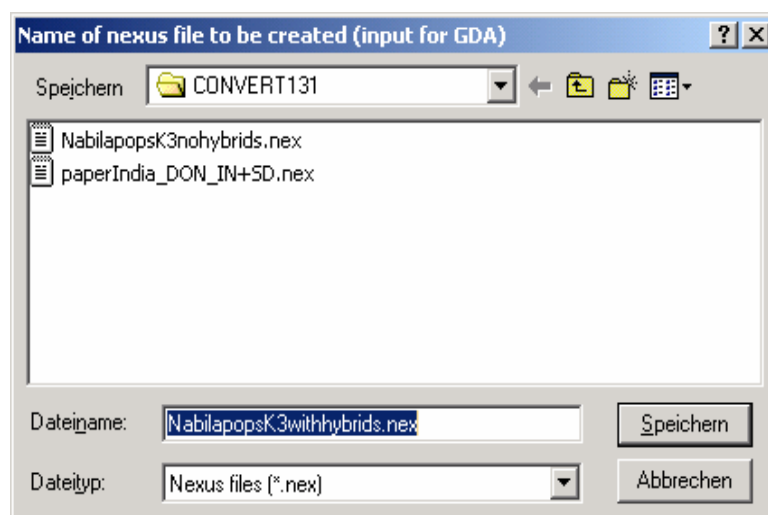 Name of nexus file to be created (input for GDA)
Speichern CONVERT131
NabilapopsK3nohybrids.nex
paperIndia_DON_IN+SD.nex
Dateiname: NabilapopsK3withhybrids.nex Speichern
Dateityp: Nexus files (*.nex) Abbrechen